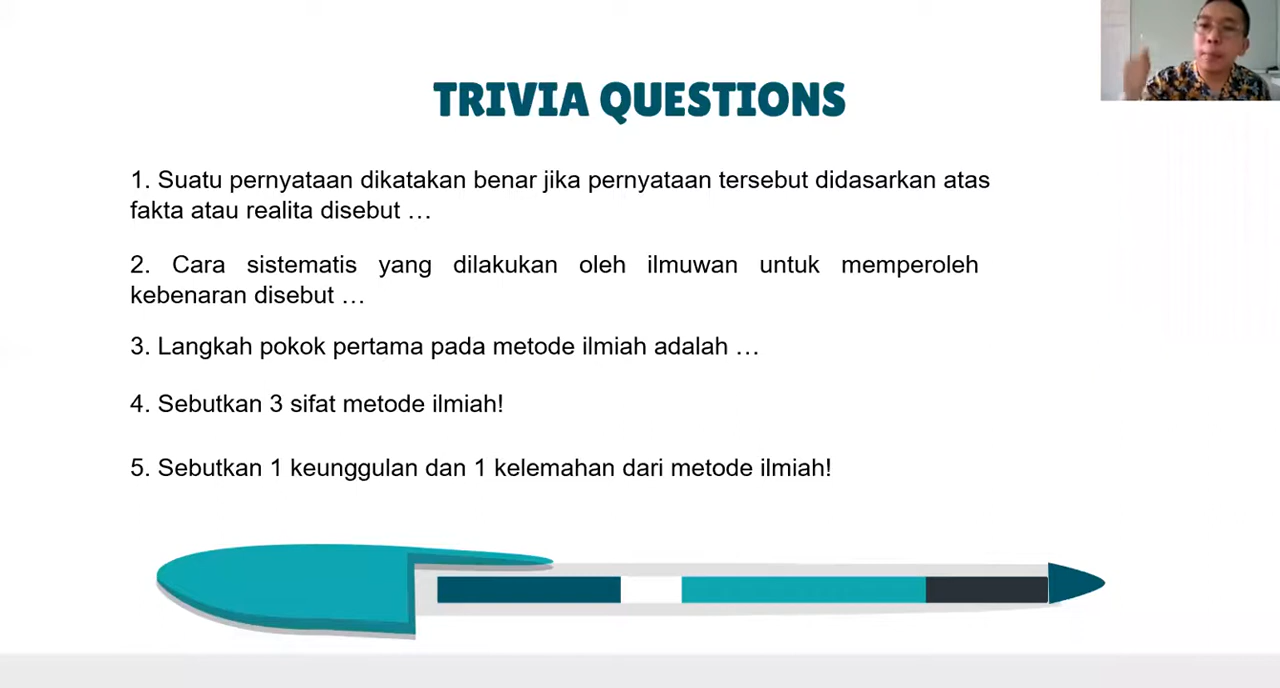 TRIVIA QUESTIONS
1. Suatu pernyataan dikatakan benar jika pernyataan tersebut didasarkan atas
fakta atau realita disebut …
2. Cara sistematis yang dilakukan oleh ilmuwan untuk memperoleh
kebenaran disebut …
3. Langkah pokok pertama pada metode ilmiah adalah …
4. Sebutkan 3 sifat metode ilmiah!
5. Sebutkan 1 keunggulan dan 1 kelemahan dari metode ilmiah!